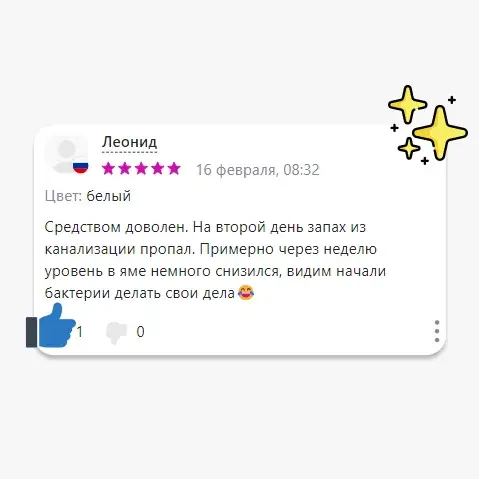 Леонид
16 февраля, 08:32
Цвет: белый
Средством доволен. На второй день запах из
канализации пропал. Примерно через неделю
уровень в яме немного снизился, видим начали
бактерии делать свои дела😂
1 0